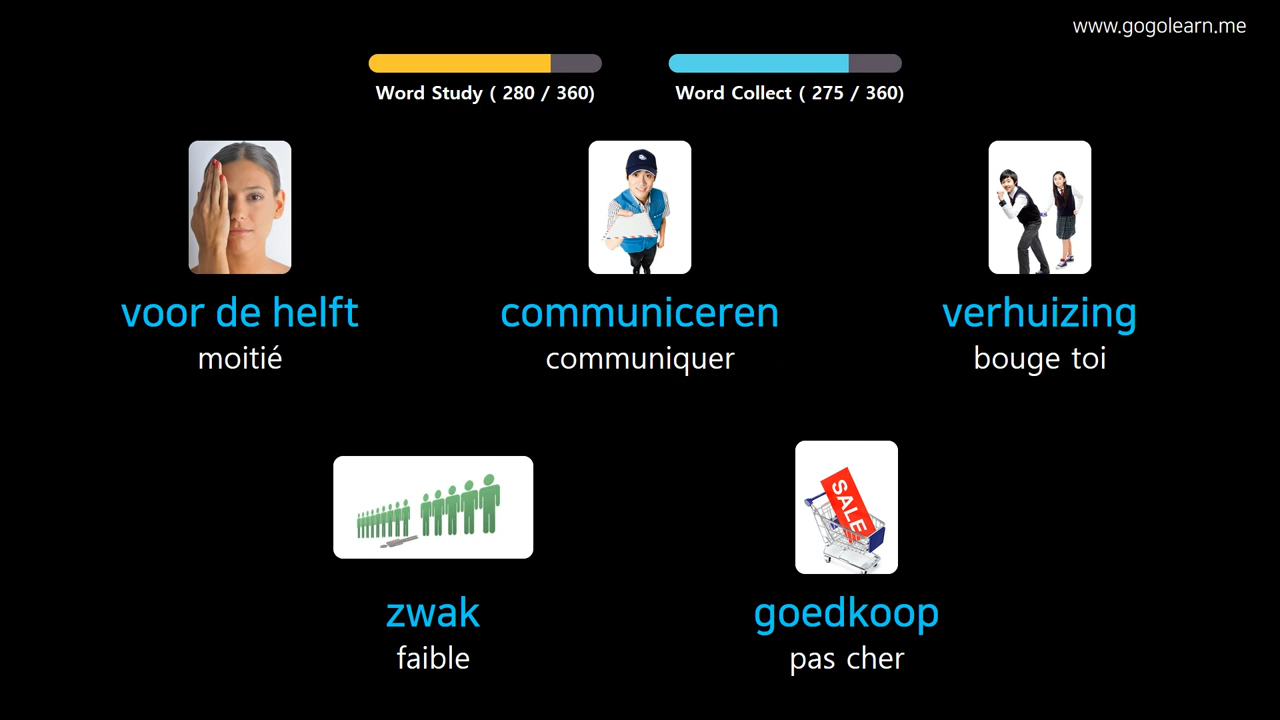 www.gogolearn.me
Word Study ( 280 / 360)
Word Collect ( 275 / 360)
voor de helft
moitié
communiceren
communiquer
verhuizing
bouge toi
SALE
zwak
faible
goedkoop
pas cher